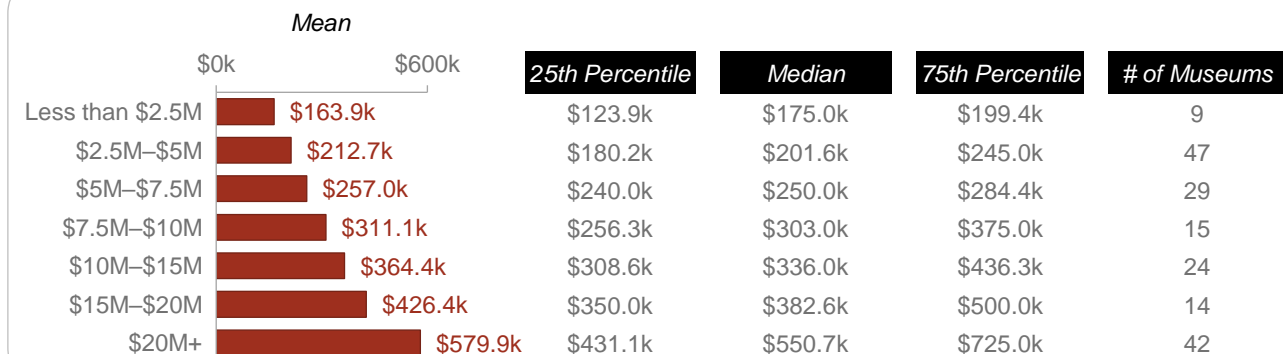 Mean
$0k $600k 25th Percentile Median 75th Percentile # of Museums
Less than $2.5M $163.9k $123.9k $175.0k $199.4k 9
$2.5M–$5M $212.7k $180.2k $201.6k $245.0k 47
$5M–$7.5M $257.0k $240.0k $250.0k $284.4k 29
$7.5M–$10M $311.1k $256.3k $303.0k $375.0k 15
$10M–$15M $364.4k $308.6k $336.0k $436.3k 24
$15M–$20M $426.4k $350.0k $382.6k $500.0k 14
$20M+ $579.9k $431.1k $550.7k $725.0k 42